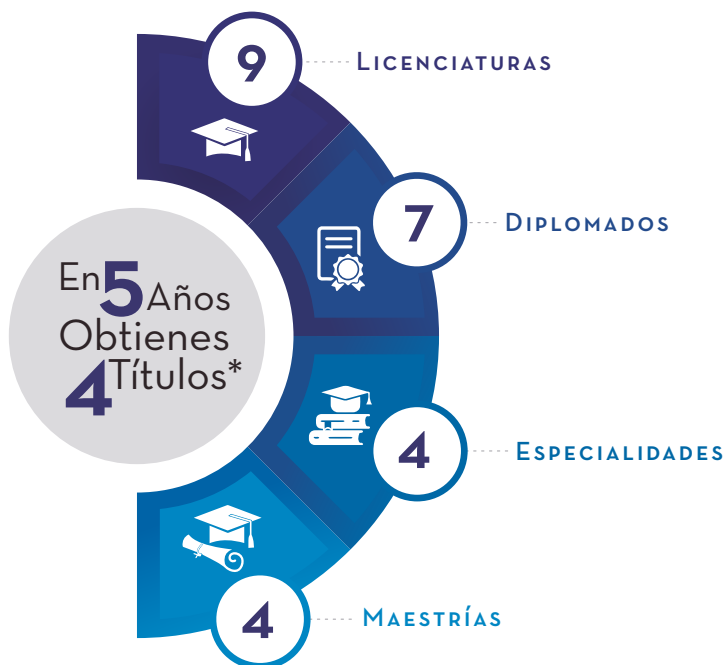 9 LICENCIATURAS
7 DIPLOMADOS
En 5 Años
Obtienes
4 Títulos*
4 ESPECIALIDADES
4 MAESTRÍAS